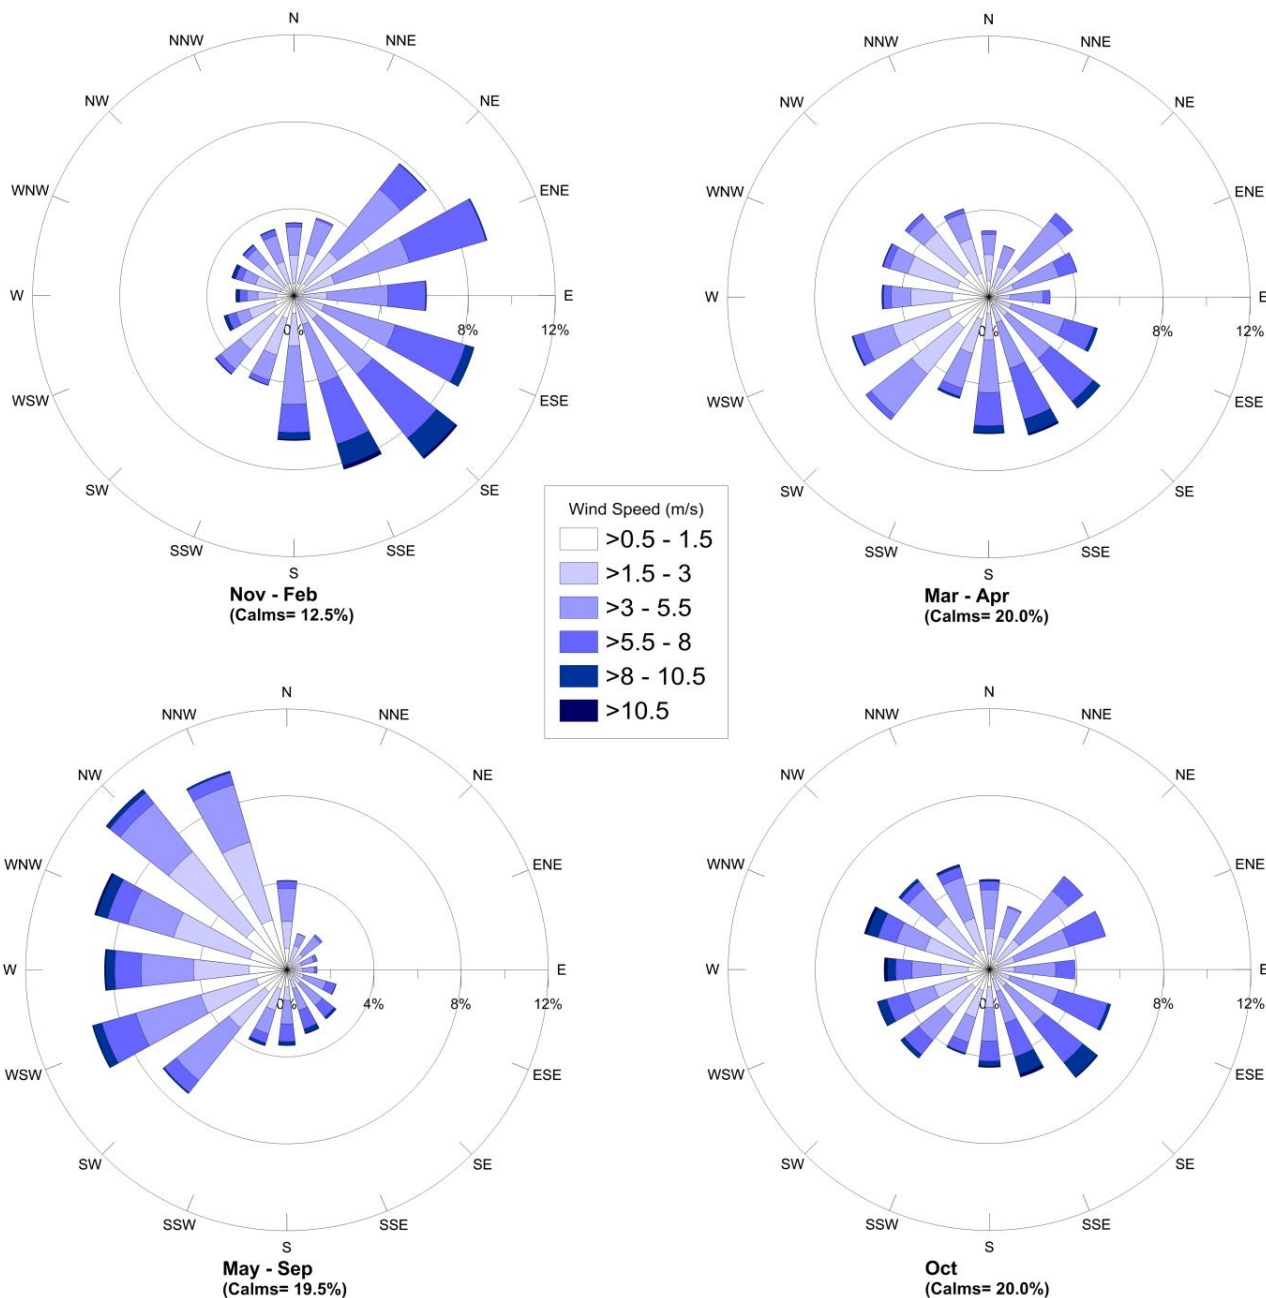 N
NNW
NNE
NW
NE
WNW
ENE
W
0%
8%
12%
E
WSW
ESE
SW
SE
SSW
SSE
S
Nov - Feb
(Calms= 12.5%)
N
NNW
NNE
NW
NE
WNW
ENE
W
0%
8%
12%
E
WSW
ESE
SW
SE
SSW
SSE
S
Mar - Apr
(Calms= 20.0%)
Wind Speed (m/s)
>0.5 - 1.5
>1.5 - 3
>3 - 5.5
>5.5 - 8
>8 - 10.5
>10.5
N
NNW
NNE
NW
NE
WNW
ENE
W
0%
4%
8%
12%
E
WSW
ESE
SW
SE
SSW
SSE
S
May - Sep
(Calms= 19.5%)
N
NNW
NNE
NW
NE
WNW
ENE
W
0%
8%
12%
E
WSW
ESE
SW
SE
SSW
SSE
S
Oct
(Calms= 20.0%)